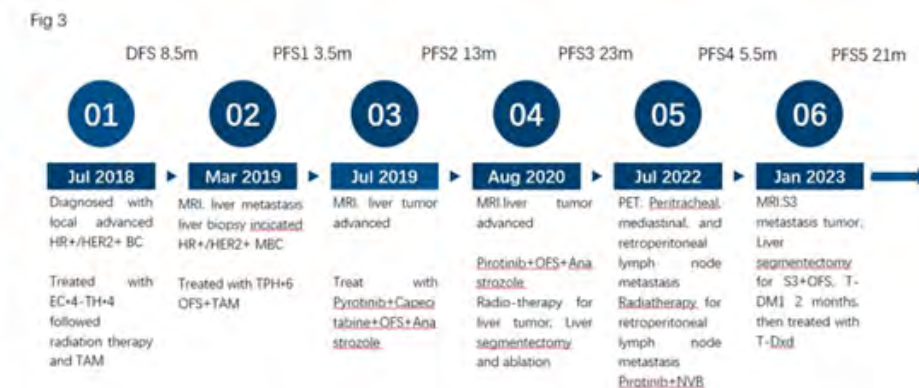 Fig 3
DFS 8.5m PFS1 3.5m PFS2 13m PFS3 23m PFS4 5.5m PFS5 21m
01 02 03 04 05 06
Jul 2018
Diagnosed with
local advanced
HR+/HER2+ BC
Treated with
EC*4-TH*4
followed
radiation therapy
and TAM
Mar 2019
MRI. liver metastasis
liver biopsy incicated
HR+/HER2+ MBC
Treated with TPH*6
OFS+TAM
Jul 2019
MRI. liver tumor
advanced
Treat with
Pyrotinib+Capeci
tabine+OFS+Ana
strozole
Aug 2020
MRI.liver tumor
advanced
Pirotinib+OFS+Ana
strozole
Radio-therapy for
liver tumor, Liver
segmentectomy
and ablation
Jul 2022
PET: Peritracheal,
mediastinal, and
retroperitoneal
lymph node
metastasis
Radiatherapy for
retroperitoneal
lymph node
metastasis
Pirotinib+NVB
Jan 2023
MRI:S3
metastasis tumor,
Liver
segmentectomy
for S3+OFS, T-
DM1 2 months,
then treated with
T-Dxd